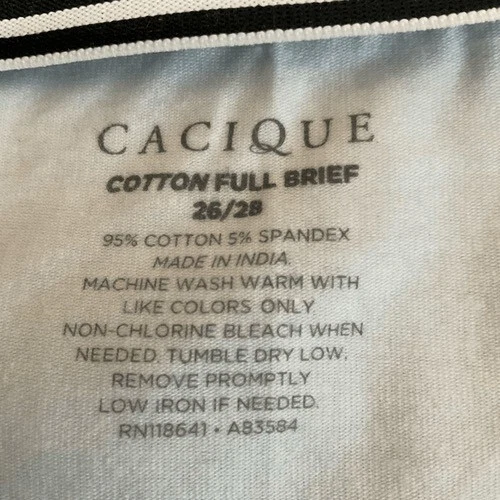 CACIQUE
COTTON FULL BRIEF
26/28
95% COTTON 5% SPANDEX
MADE IN INDIA.
MACHINE WASH WARM WITH
LIKE COLORS ONLY
NON-CHLORINE BLEACH WHEN
NEEDED. TUMBLE DRY LOW.
REMOVE PROMPTLY
LOW IRON IF NEEDED.
RN118641 • A83584